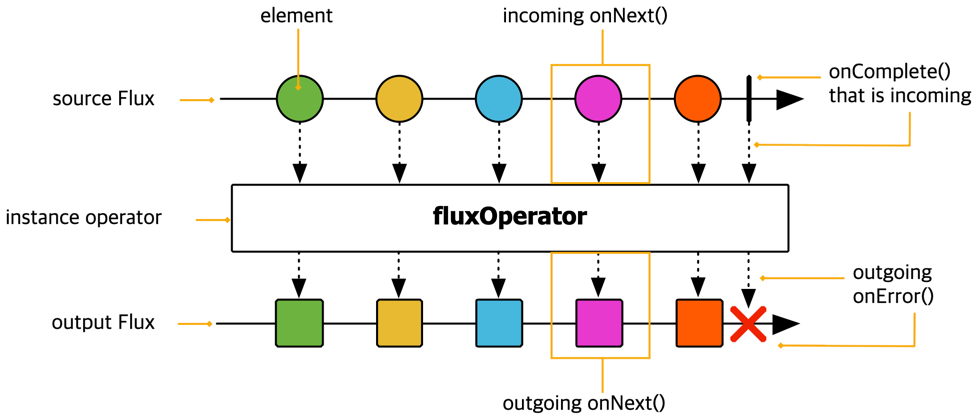 element
incoming onNext()
source Flux
onComplete()
that is incoming
instance operator
fluxOperator
outgoing
onError()
output Flux
outgoing onNext()